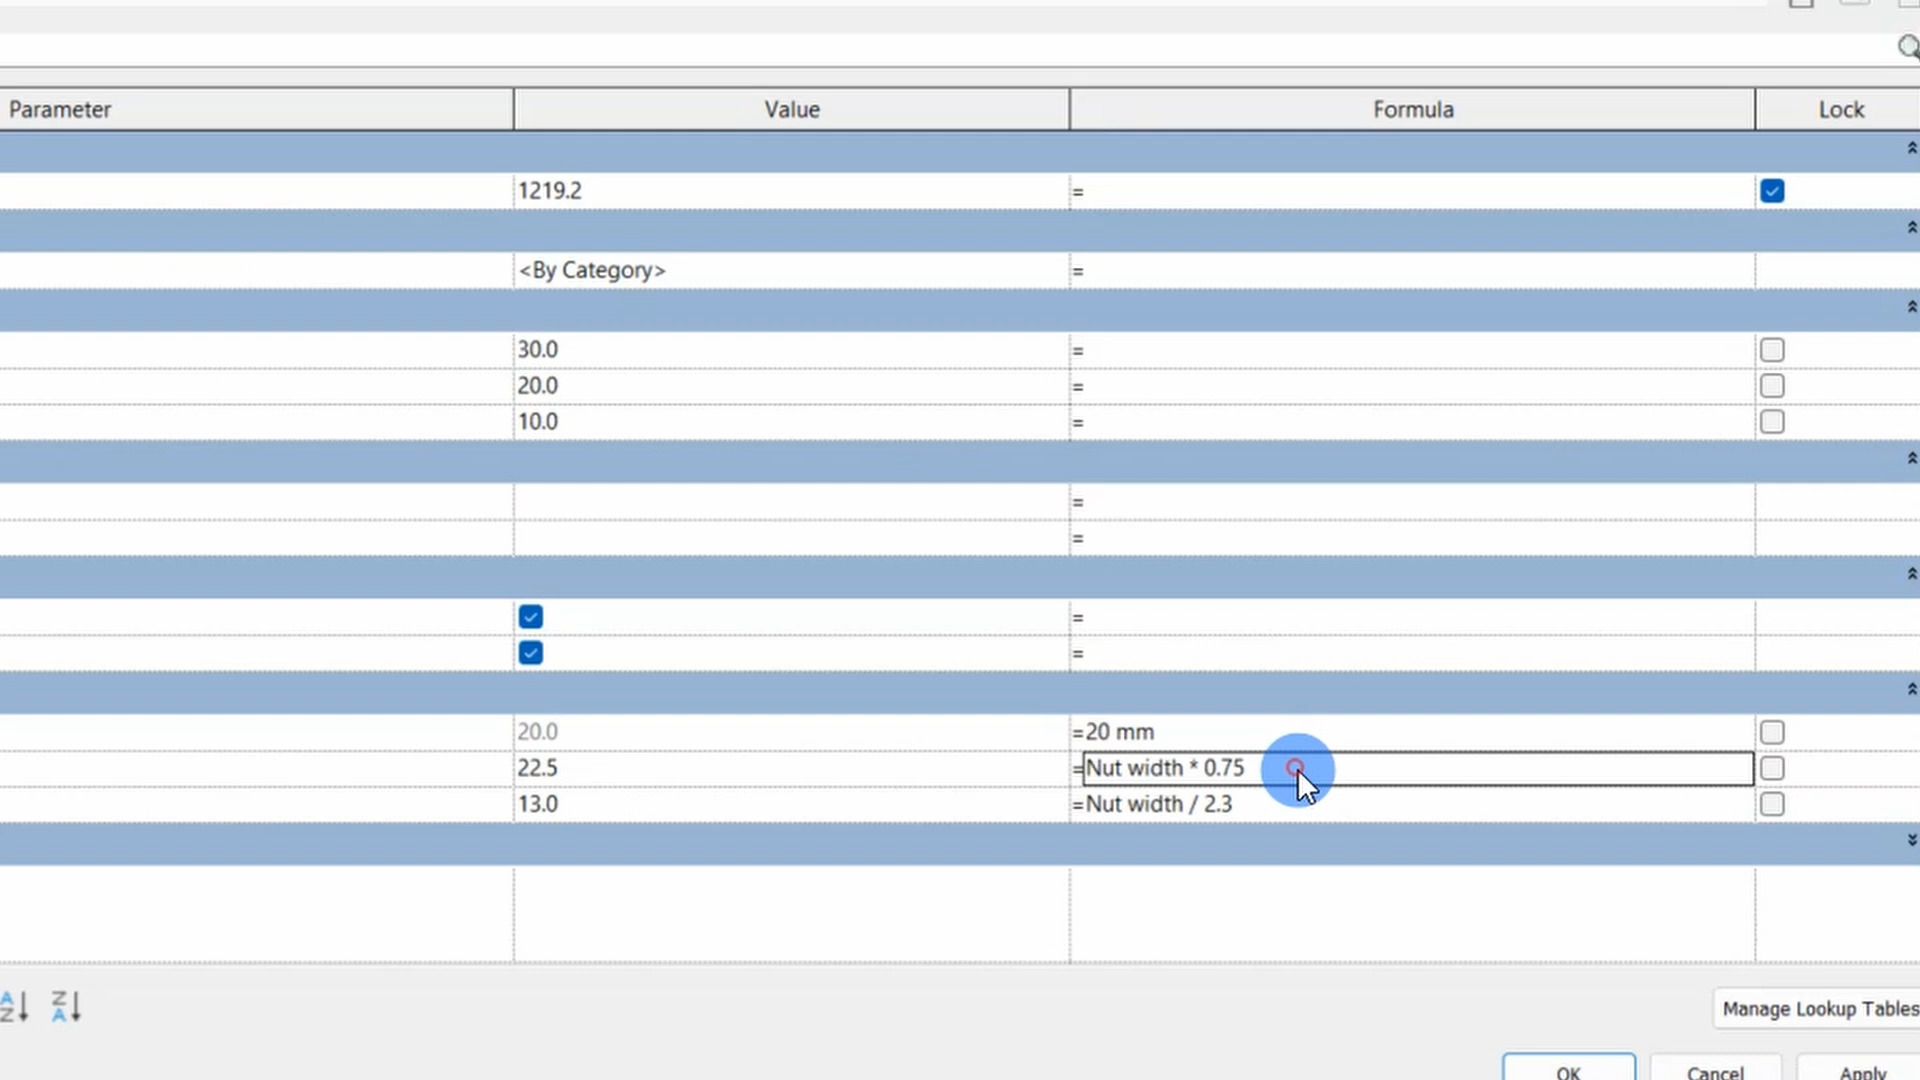 Parameter Value Formula Lock
1219.2 =
<By Category> =
30.0 =
20.0 =
10.0 =
=
=
=
=
20.0 =20 mm
22.5 =Nut width * 0.75
13.0 =Nut width / 2.3
A Z Z A
Manage Lookup Tables
OK Cancel Apply